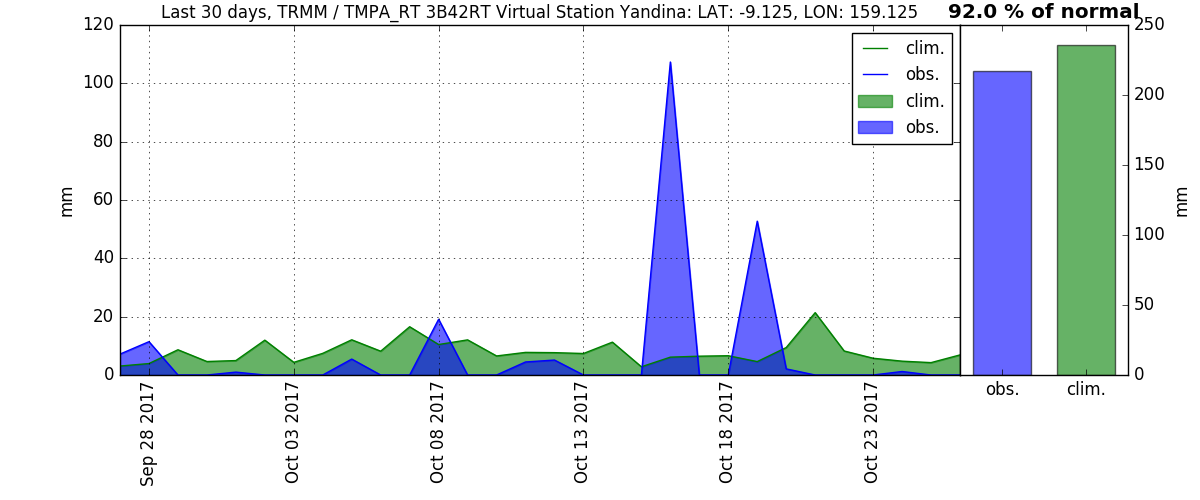 Last 30 days, TRMM / TMPA_RT 3B42RT Virtual Station Yandina: LAT: -9.125, LON: 159.125
92.0 % of normal
120
100
80
60
40
20
0
mm
clim.
obs.
clim.
obs.
Sep 28 2017
Oct 03 2017
Oct 08 2017
Oct 13 2017
Oct 18 2017
Oct 23 2017
250
200
150
100
50
0
mm
obs.
clim.